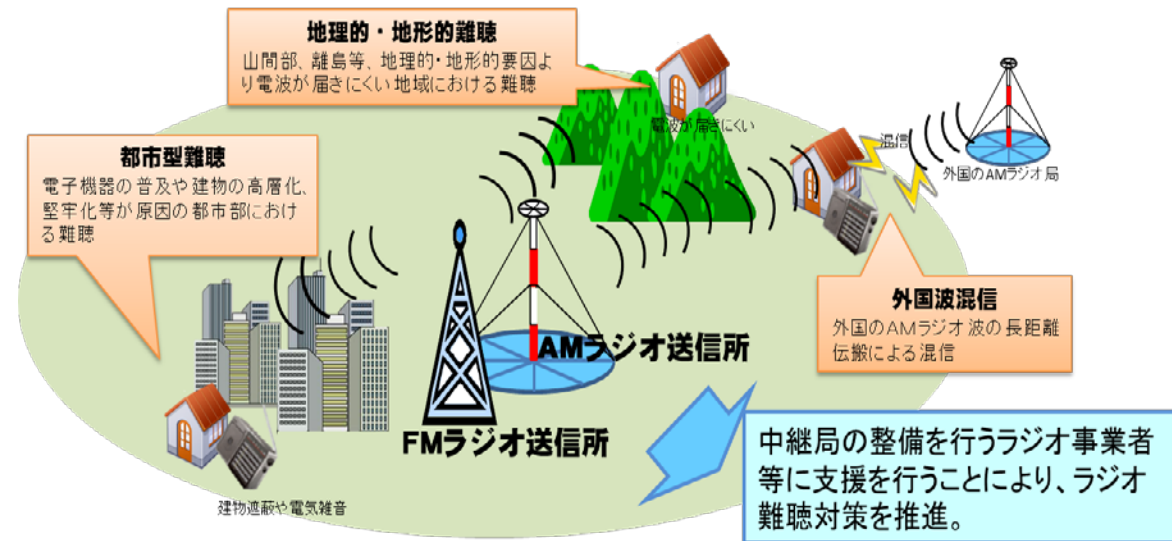 地理的・地形的難聴
山間部、離島等、地理的・地形的要因よ
り電波が届きにくい地域における難聴
電波が届きにくい
混信
外国のAMラジオ局
都市型難聴
電子機器の普及や建物の高層化、
堅牢化等が原因の都市部におけ
る難聴
外国波混信
外国のAMラジオ波の長距離
伝搬による混信
AMラジオ送信所
FMラジオ送信所
建物遮蔽や電気雑音
中継局の整備を行うラジオ事業者
等に支援を行うことにより、ラジオ
難聴対策を推進。